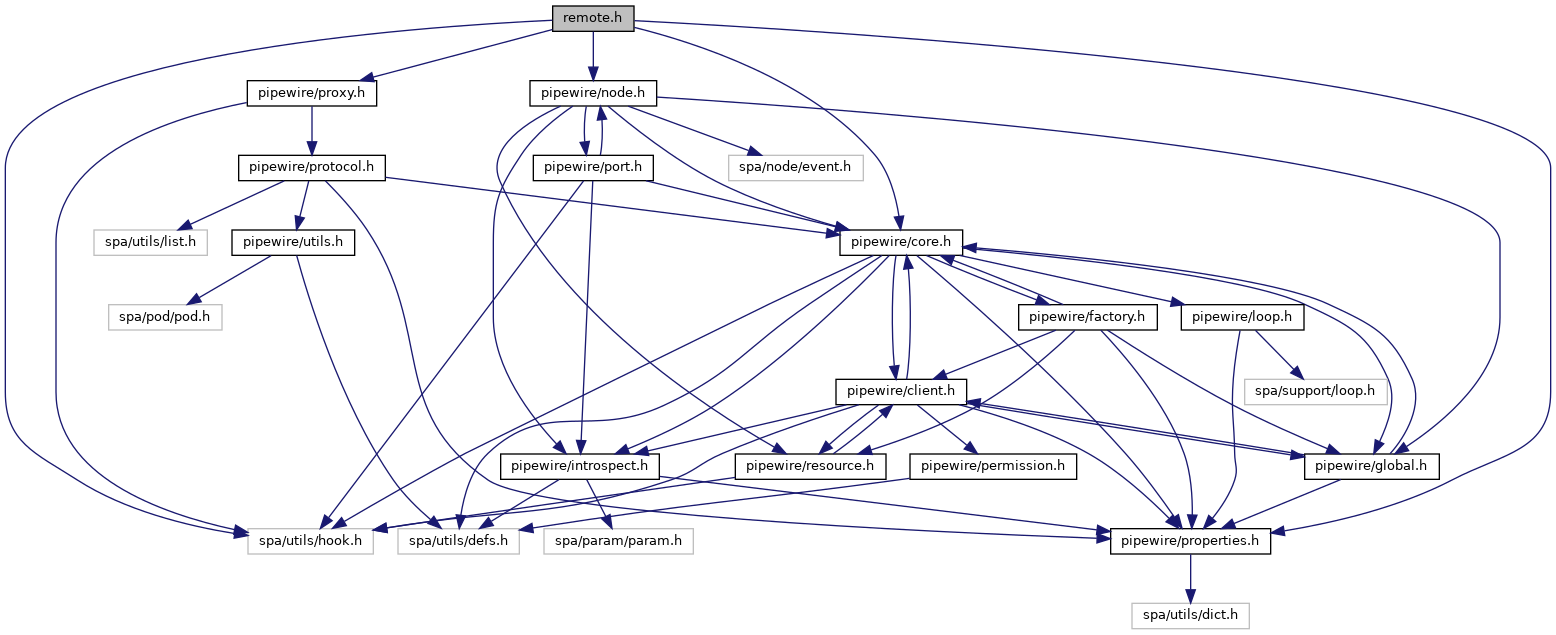 remote.h
pipewire/proxy.h
pipewire/node.h
pipewire/protocol.h
pipewire/port.h
spa/node/event.h
spa/utils/list.h
pipewire/utils.h
pipewire/core.h
spa/pod/pod.h
pipewire/factory.h
pipewire/loop.h
pipewire/client.h
spa/support/loop.h
pipewire/introspect.h
pipewire/resource.h
pipewire/permission.h
pipewire/global.h
spa/utils/hook.h
spa/utils/defs.h
spa/param/param.h
pipewire/properties.h
spa/utils/dict.h